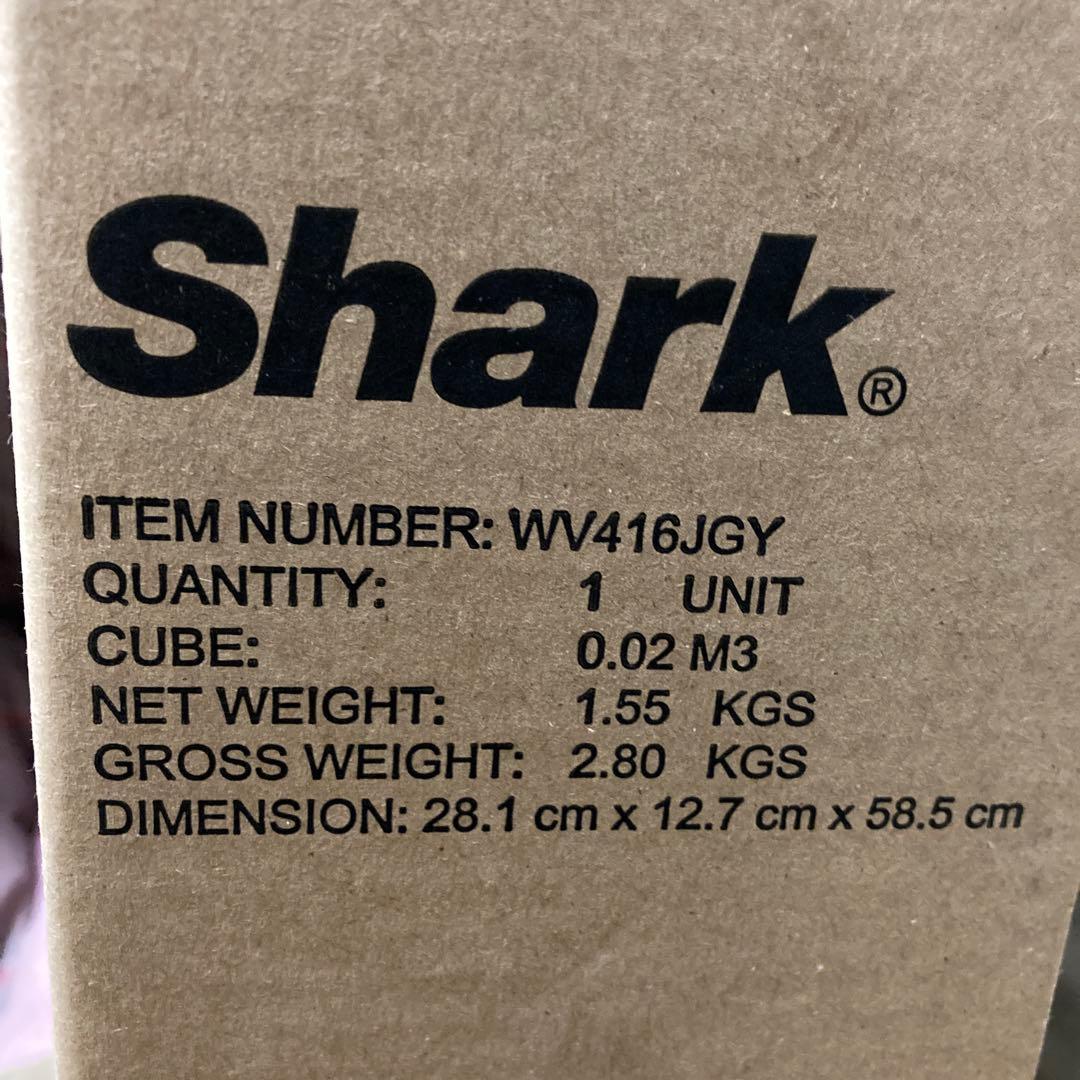 Shark®
ITEM NUMBER: WV416JGY
QUANTITY: 1 UNIT
CUBE: 0.02 M3
NET WEIGHT: 1.55 KGS
GROSS WEIGHT: 2.80 KGS
DIMENSION: 28.1 cm x 12.7 cm x 58.5 cm